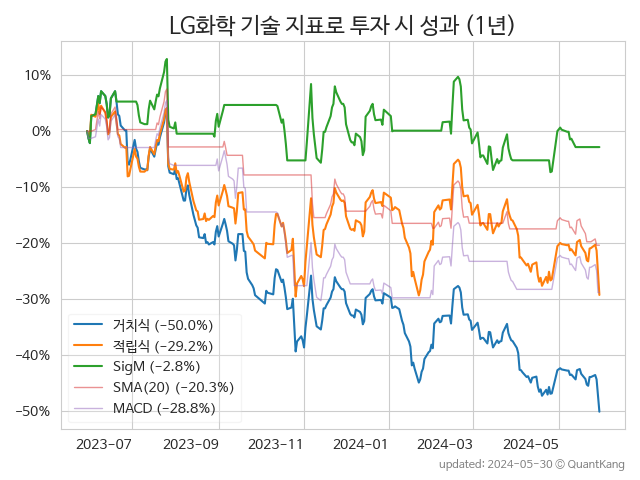 LG화학 기술 지표로 투자 시 성과 (1년)
10%
0%
−10%
−20%
−30%
−40%
−50%
거치식 (−50.0%)
적립식 (−29.2%)
SigM (−2.8%)
SMA(20) (−20.3%)
MACD (−28.8%)
2023−07
2023−09
2023−11
2024−01
2024−03
2024−05
updated: 2024-05-30 © QuantKang